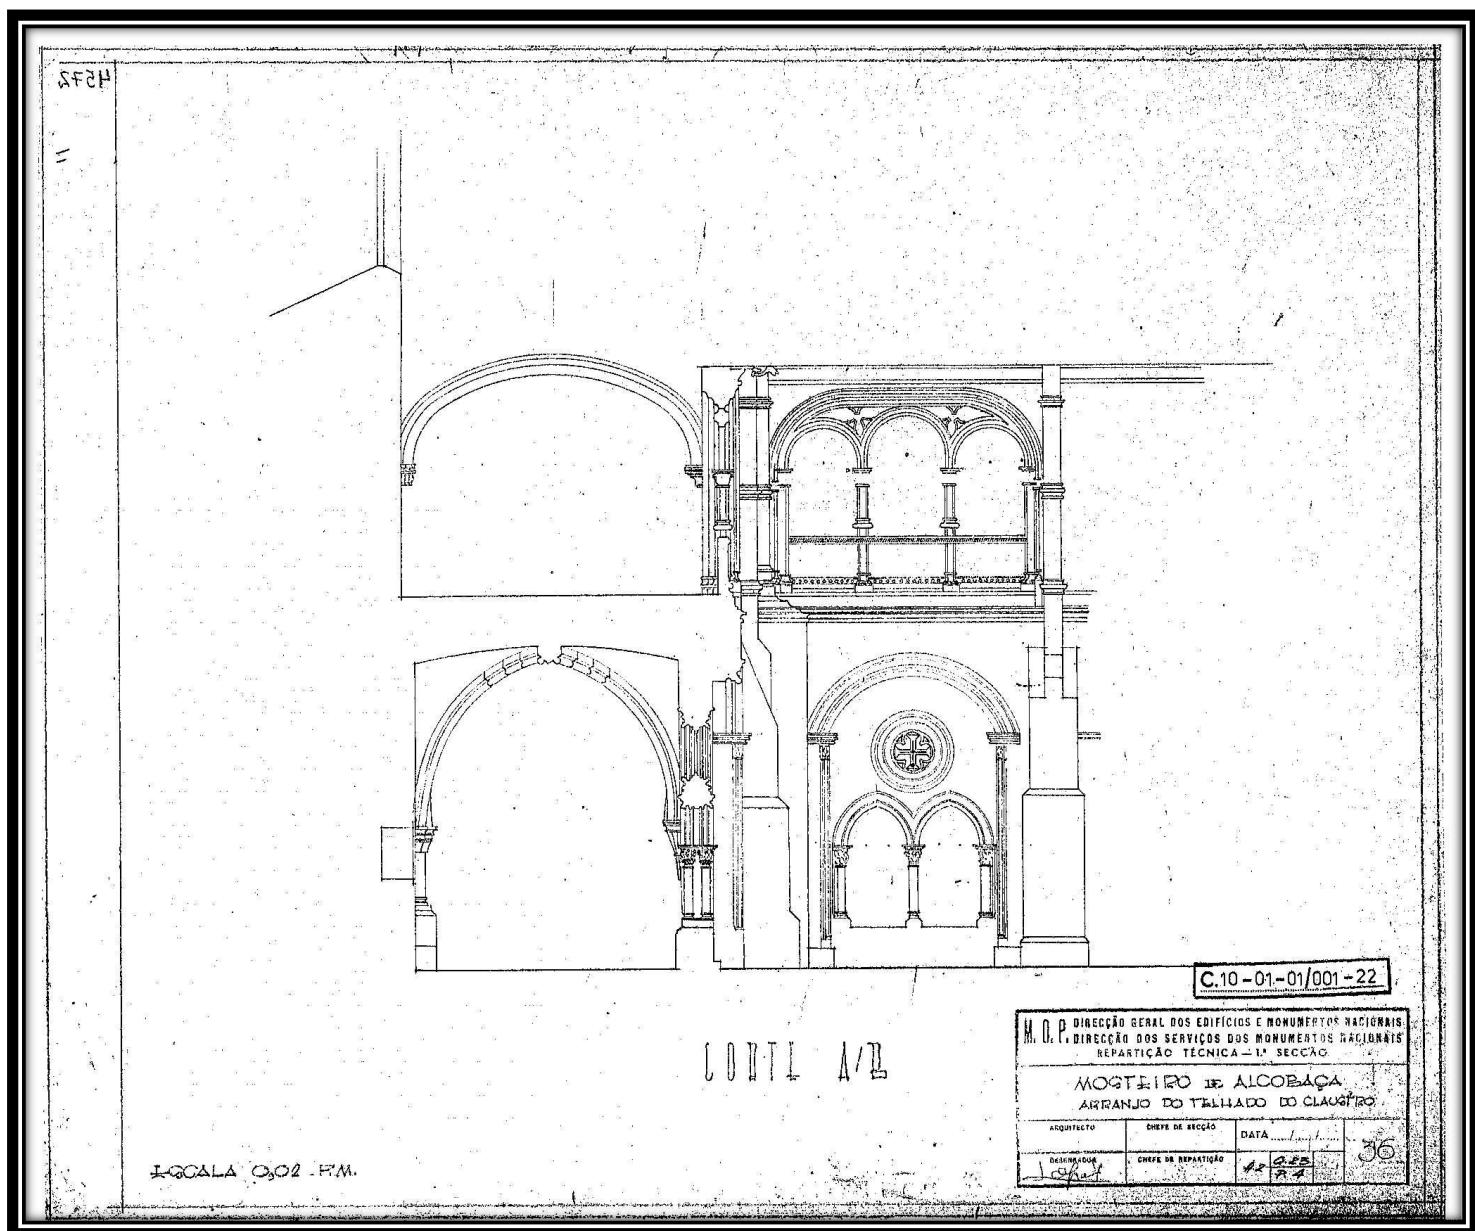 4572
CORTE A/B
ESCALA 0,02 P.M.
C.10-01-01/001-22
M.O.P. DIRECÇÃO GERAL DOS EDIFÍCIOS E MONUMENTOS NACIONAIS
DIRECÇÃO DOS SERVIÇOS DOS MONUMENTOS NACIONAIS
REPARTIÇÃO TÉCNICA — 1.ª SECÇÃO
MOSTEIRO DE ALCOBAÇA
ARRANJO DO TELHADO DO CLAUSTRO
ARQUITECTO
CHEFE DE SECÇÃO
DATA ..../..../....
36
DESENHADOR
CHEFE DE REPARTIÇÃO